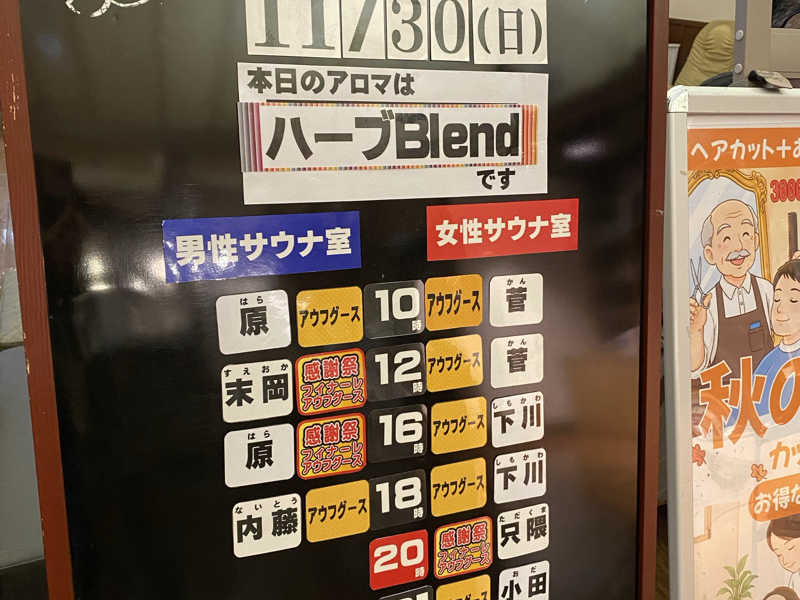 11/30(日)
本日のアロマは
ハーブBlend
です
男性サウナ室 女性サウナ室
はら かん
原 アウフグース 10時 アウフグース 菅
すえおか かん
末岡 感謝祭 フィナーレ アウフグース 12時 アウフグース 菅
はら しもかわ
原 感謝祭 フィナーレ アウフグース 16時 アウフグース 下川
ないとう しもかわ
内藤 アウフグース 18時 アウフグース 下川
ただくま
20時 感謝祭 フィナーレ アウフグース 只隈
おだ
小田
ヘアカット+お
秋の
カッ
お得な